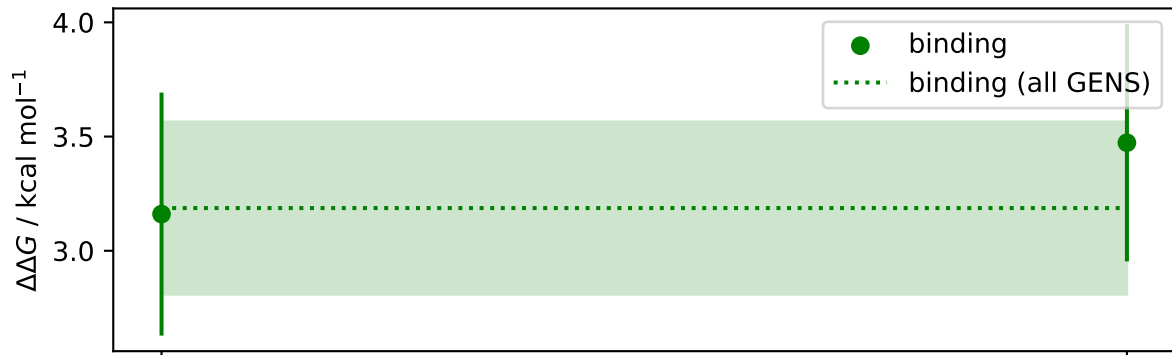 4.0
3.5
3.0
ΔΔG / kcal mol⁻¹
binding
binding (all GENS)